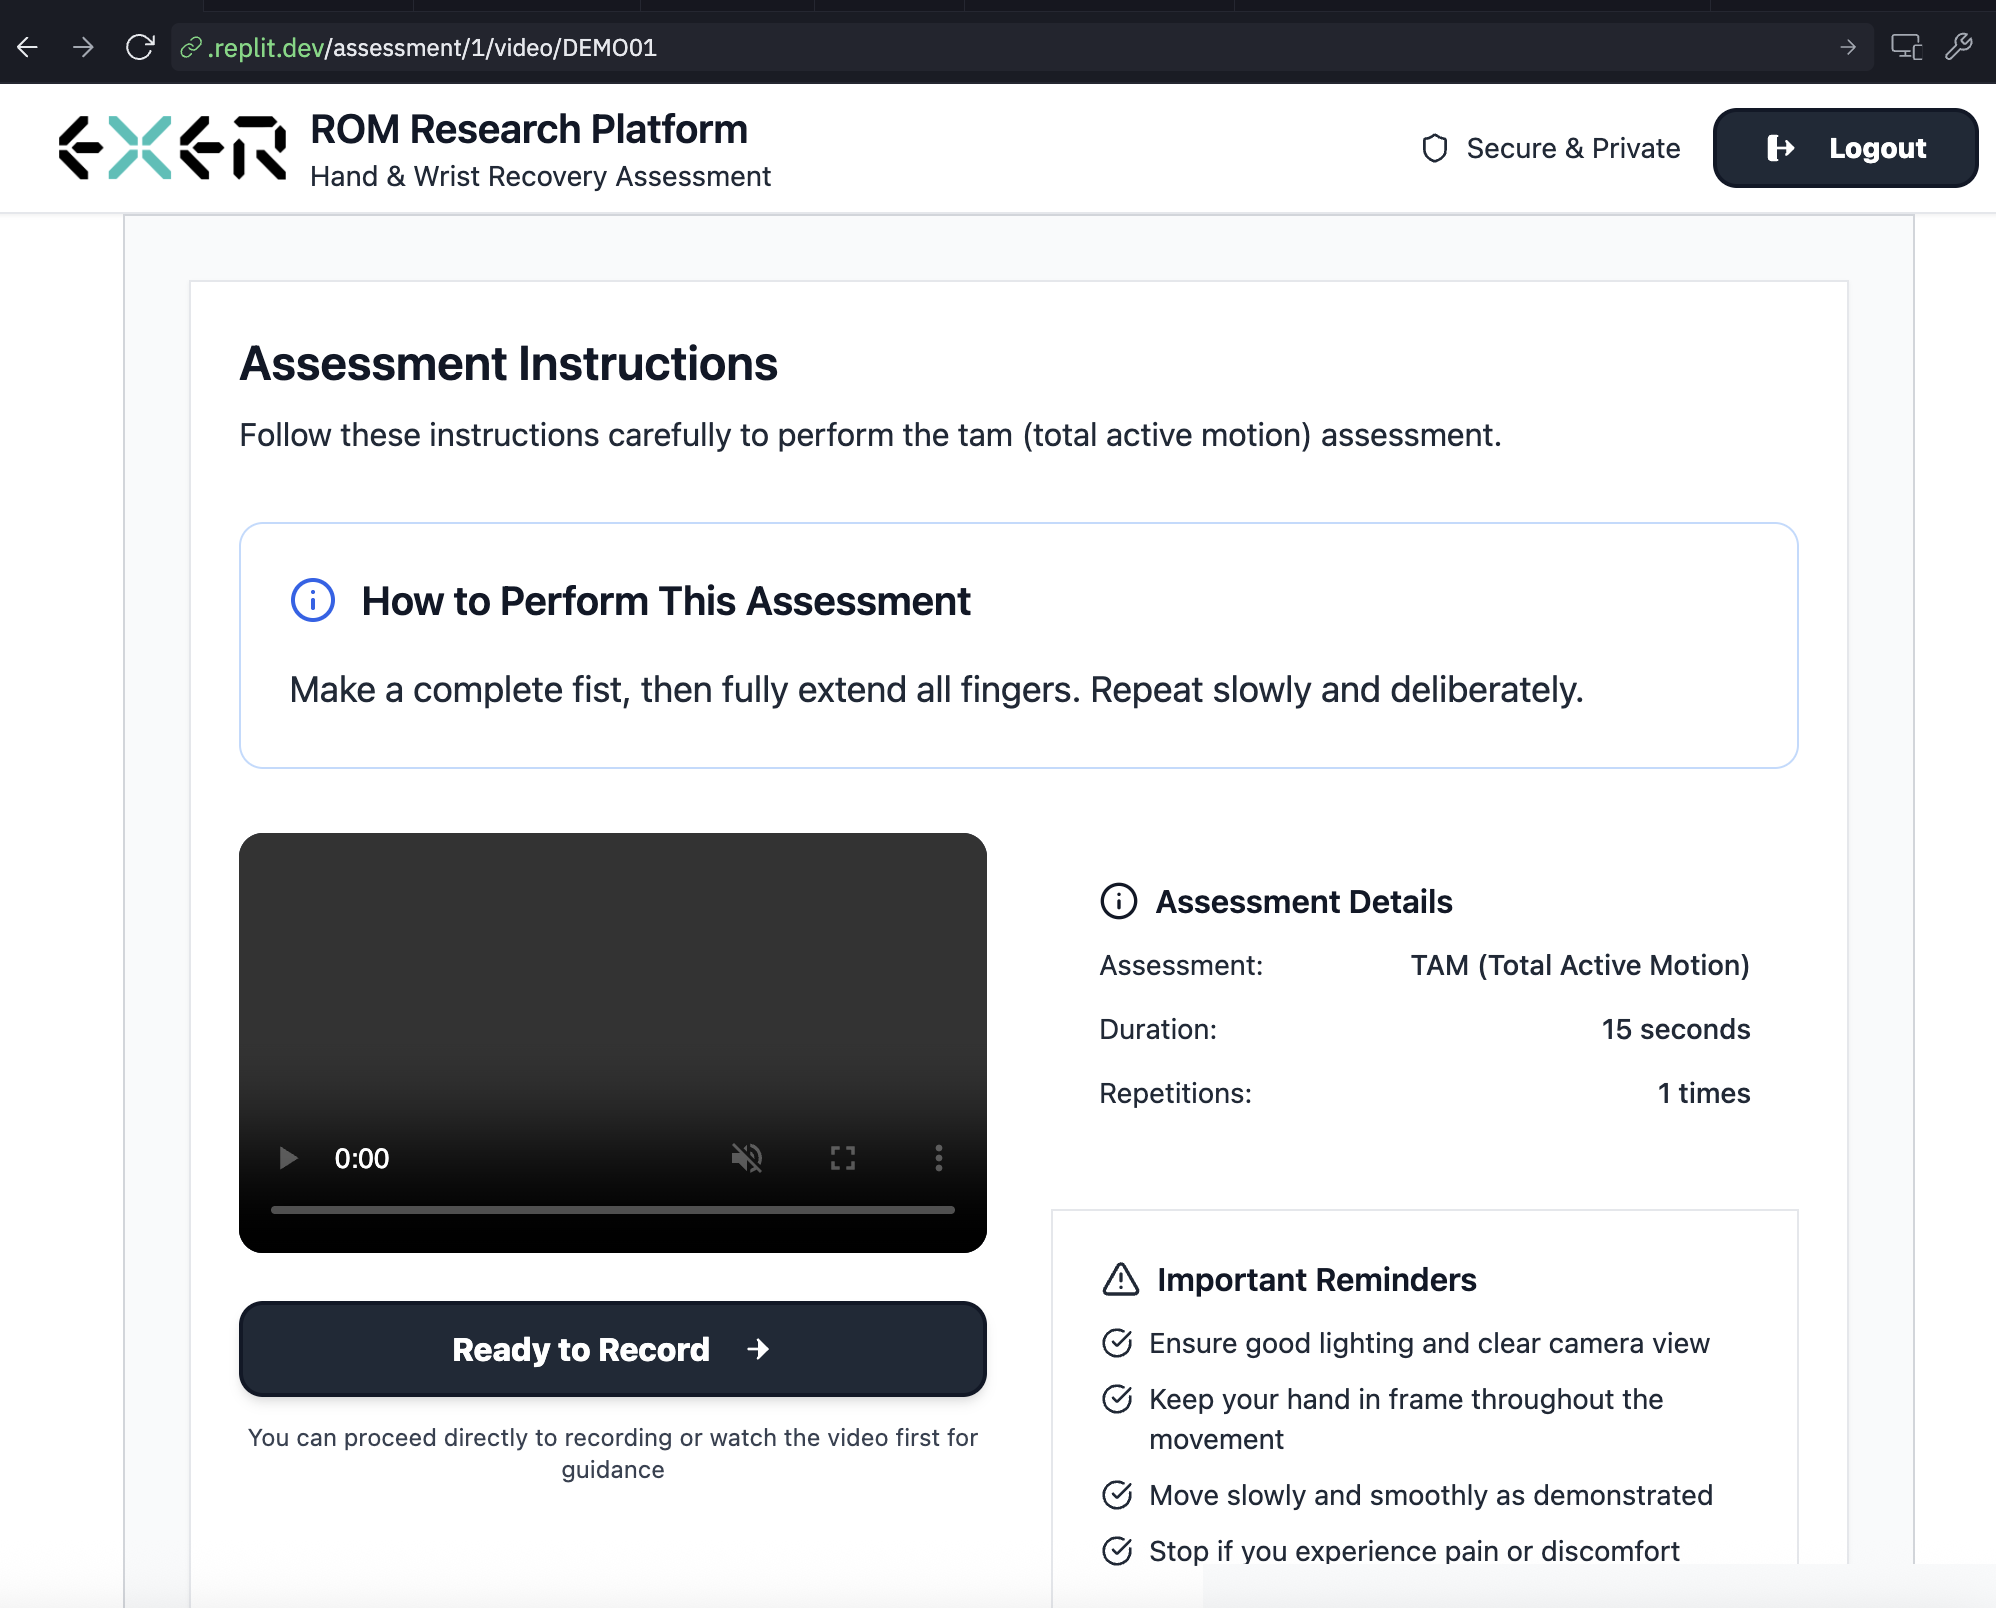 .replit.dev/assessment/1/video/DEMO01
EXER
ROM Research Platform
Hand & Wrist Recovery Assessment
Secure & Private
Logout
Assessment Instructions
Follow these instructions carefully to perform the tam (total active motion) assessment.
How to Perform This Assessment
Make a complete fist, then fully extend all fingers. Repeat slowly and deliberately.
0:00
Ready to Record
You can proceed directly to recording or watch the video first for
guidance
Assessment Details
Assessment: TAM (Total Active Motion)
Duration: 15 seconds
Repetitions: 1 times
Important Reminders
Ensure good lighting and clear camera view
Keep your hand in frame throughout the
movement
Move slowly and smoothly as demonstrated
Stop if you experience pain or discomfort